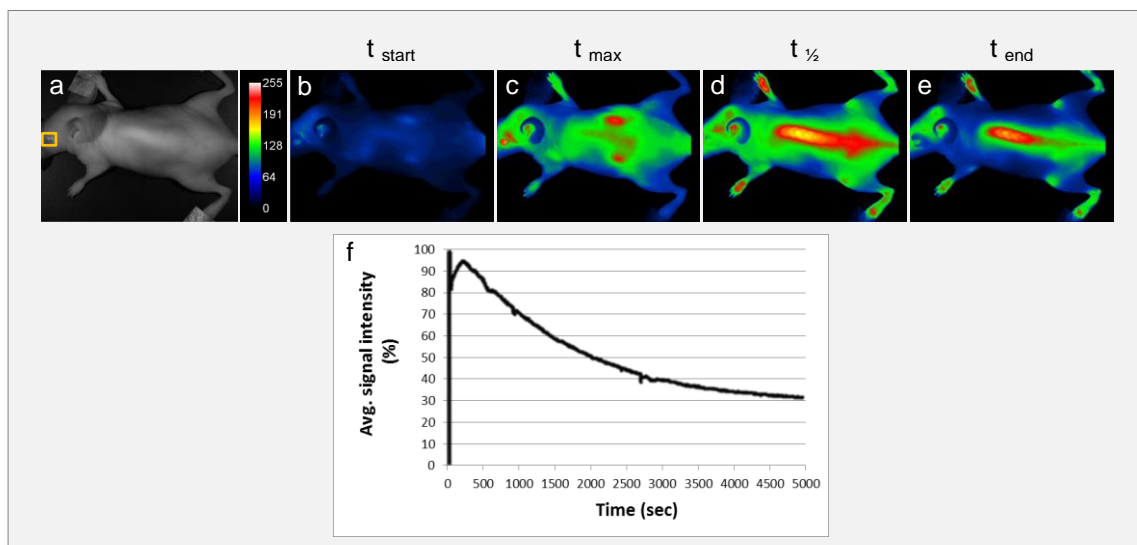 t start t max t ½ t end
a b c d e
255
191
128
64
0
f
Avg. signal intensity
(%)
100
90
80
70
60
50
40
30
20
10
0
0 500 1000 1500 2000 2500 3000 3500 4000 4500 5000
Time (sec)